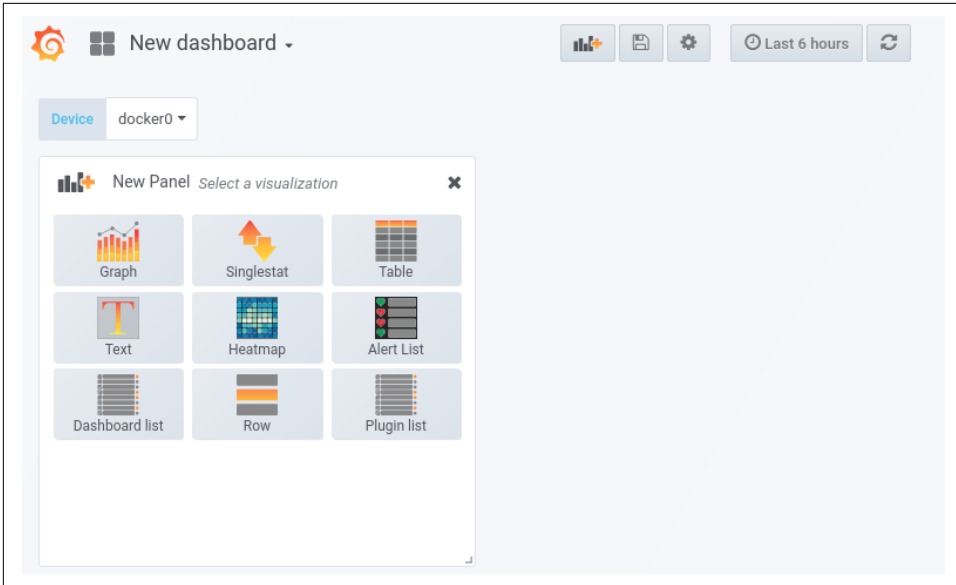 New dashboard
Last 6 hours
Device docker0
New Panel Select a visualization
Graph Singlestat Table
Text Heatmap Alert List
Dashboard list Row Plugin list